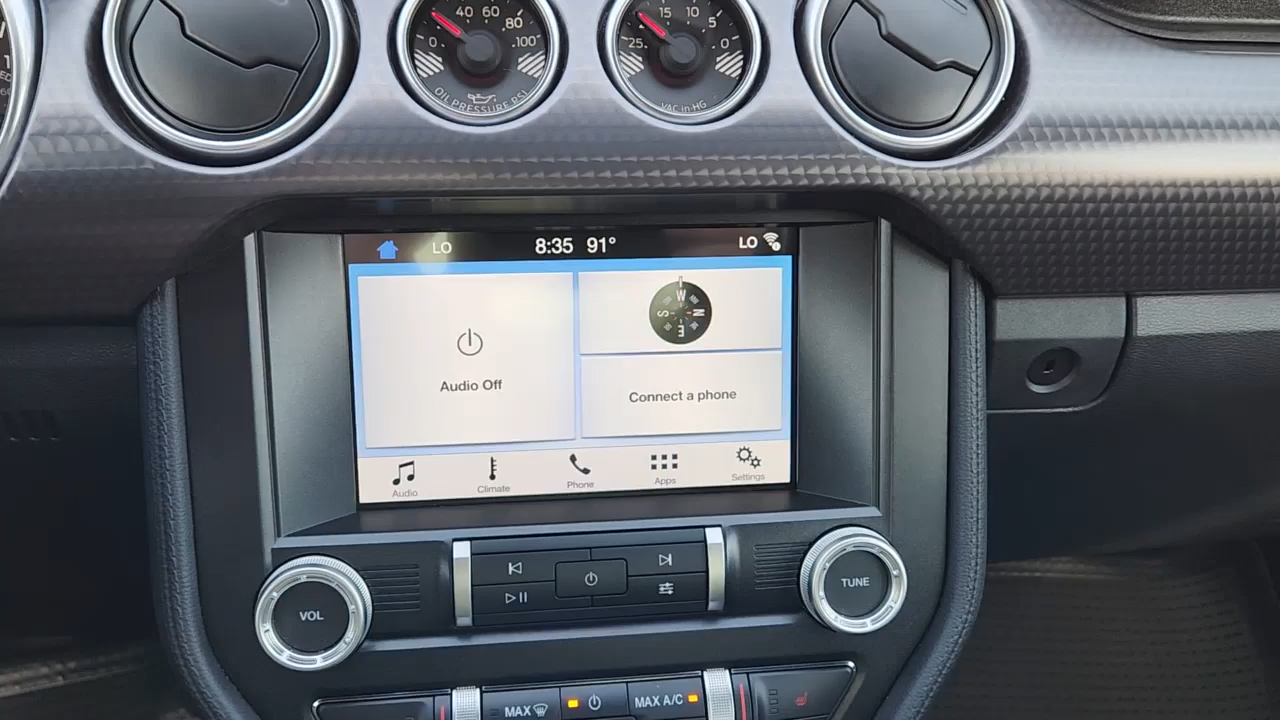 40 60
80
0
100
OIL PRESSURE PSI
15 10
5
25
0
VAC in-HG
LO
8:35 91°
LO
W
S
N
E
Audio Off
Connect a phone
Audio
Climate
Phone
Apps
Settings
VOL
TUNE
MAX
MAX A/C